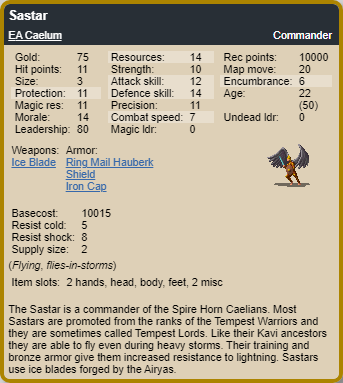 Sastar
EA Caelum Commander
Gold: 75 Resources: 14 Rec points: 10000
Hit points: 11 Strength: 10 Map move: 20
Size: 3 Attack skill: 12 Encumbrance: 6
Protection: 11 Defence skill: 14 Age: 22
Magic res: 11 Precision: 11 (50)
Morale: 14 Combat speed: 7 Undead ldr: 0
Leadership: 80 Magic ldr: 0
Weapons: Armor:
Ice Blade Ring Mail Hauberk
Shield
Iron Cap
Basecost: 10015
Resist cold: 5
Resist shock: 8
Supply size: 2
(Flying, flies-in-storms)
Item slots: 2 hands, head, body, feet, 2 misc
The Sastar is a commander of the Spire Horn Caelians. Most
Sastars are promoted from the ranks of the Tempest Warriors and
they are sometimes called Tempest Lords. Like their Kavi ancestors
they are able to fly even during heavy storms. Their training and
bronze armor give them increased resistance to lightning. Sastars
use ice blades forged by the Airyas.